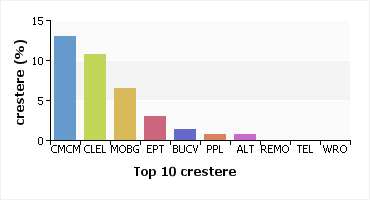 15
10
5
0
crestere (%)
CMCM CLEL MOBG EPT BUCV PPL ALT REMO TEL WRO
Top 10 crestere